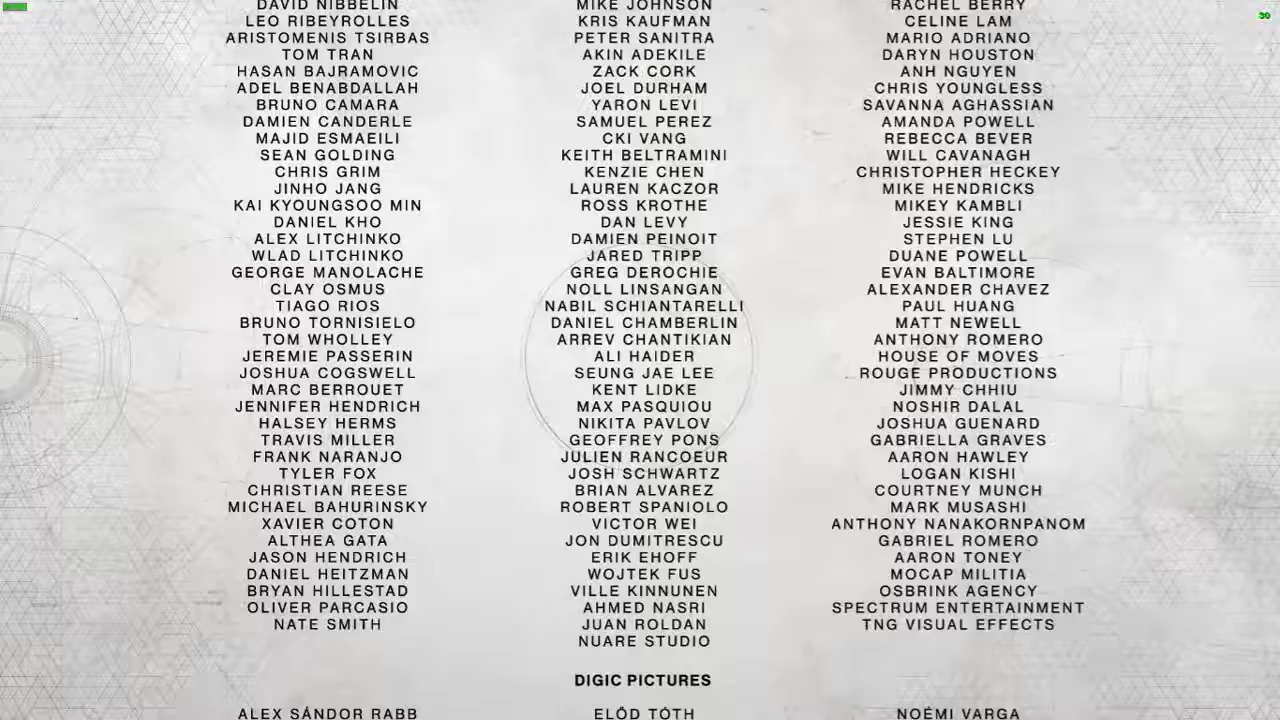 30
DAVID NIBBELIN
LEO RIBEYROLLES
ARISTOMENIS TSIRBAS
TOM TRAN
HASAN BAJRAMOVIC
ADEL BENABDALLAH
BRUNO CAMARA
DAMIEN CANDERLE
MAJID ESMAEILI
SEAN GOLDING
CHRIS GRIM
JINHO JANG
KAI KYOUNGSOO MIN
DANIEL KHO
ALEX LITCHINKO
WLAD LITCHINKO
GEORGE MANOLACHE
CLAY OSMUS
TIAGO RIOS
BRUNO TORNISIELO
TOM WHOLLEY
JEREMIE PASSERIN
JOSHUA COGSWELL
MARC BERROUET
JENNIFER HENDRICH
HALSEY HERMS
TRAVIS MILLER
FRANK NARANJO
TYLER FOX
CHRISTIAN REESE
MICHAEL BAHURINSKY
XAVIER COTON
ALTHEA GATA
JASON HENDRICH
DANIEL HEITZMAN
BRYAN HILLESTAD
OLIVER PARCASIO
NATE SMITH
MIKE JOHNSON
KRIS KAUFMAN
PETER SANITRA
AKIN ADEKILE
ZACK CORK
JOEL DURHAM
YARON LEVI
SAMUEL PEREZ
CKI VANG
KEITH BELTRAMINI
KENZIE CHEN
LAUREN KACZOR
ROSS KROTHE
DAN LEVY
DAMIEN PEINOIT
JARED TRIPP
GREG DEROCHIE
NOLL LINSANGAN
NABIL SCHIANTARELLI
DANIEL CHAMBERLIN
ARREV CHANTIKIAN
ALI HAIDER
SEUNG JAE LEE
KENT LIDKE
MAX PASQUIOU
NIKITA PAVLOV
GEOFFREY PONS
JULIEN RANCOEUR
JOSH SCHWARTZ
BRIAN ALVAREZ
ROBERT SPANIOLO
VICTOR WEI
JON DUMITRESCU
ERIK EHOFF
WOJTEK FUS
VILLE KINNUNEN
AHMED NASRI
JUAN ROLDAN
NUARE STUDIO
RACHEL BERRY
CELINE LAM
MARIO ADRIANO
DARYN HOUSTON
ANH NGUYEN
CHRIS YOUNGLESS
SAVANNA AGHASSIAN
AMANDA POWELL
REBECCA BEVER
WILL CAVANAGH
CHRISTOPHER HECKEY
MIKE HENDRICKS
MIKEY KAMBLI
JESSIE KING
STEPHEN LU
DUANE POWELL
EVAN BALTIMORE
ALEXANDER CHAVEZ
PAUL HUANG
MATT NEWELL
ANTHONY ROMERO
HOUSE OF MOVES
ROUGE PRODUCTIONS
JIMMY CHHIU
NOSHIR DALAL
JOSHUA GUENARD
GABRIELLA GRAVES
AARON HAWLEY
LOGAN KISHI
COURTNEY MUNCH
MARK MUSASHI
ANTHONY NANAKORNPANOM
GABRIEL ROMERO
AARON TONEY
MOCAP MILITIA
OSBRINK AGENCY
SPECTRUM ENTERTAINMENT
TNG VISUAL EFFECTS
DIGIC PICTURES
ALEX SÁNDOR RABB
ELŐD TÓTH
NOÉMI VARGA